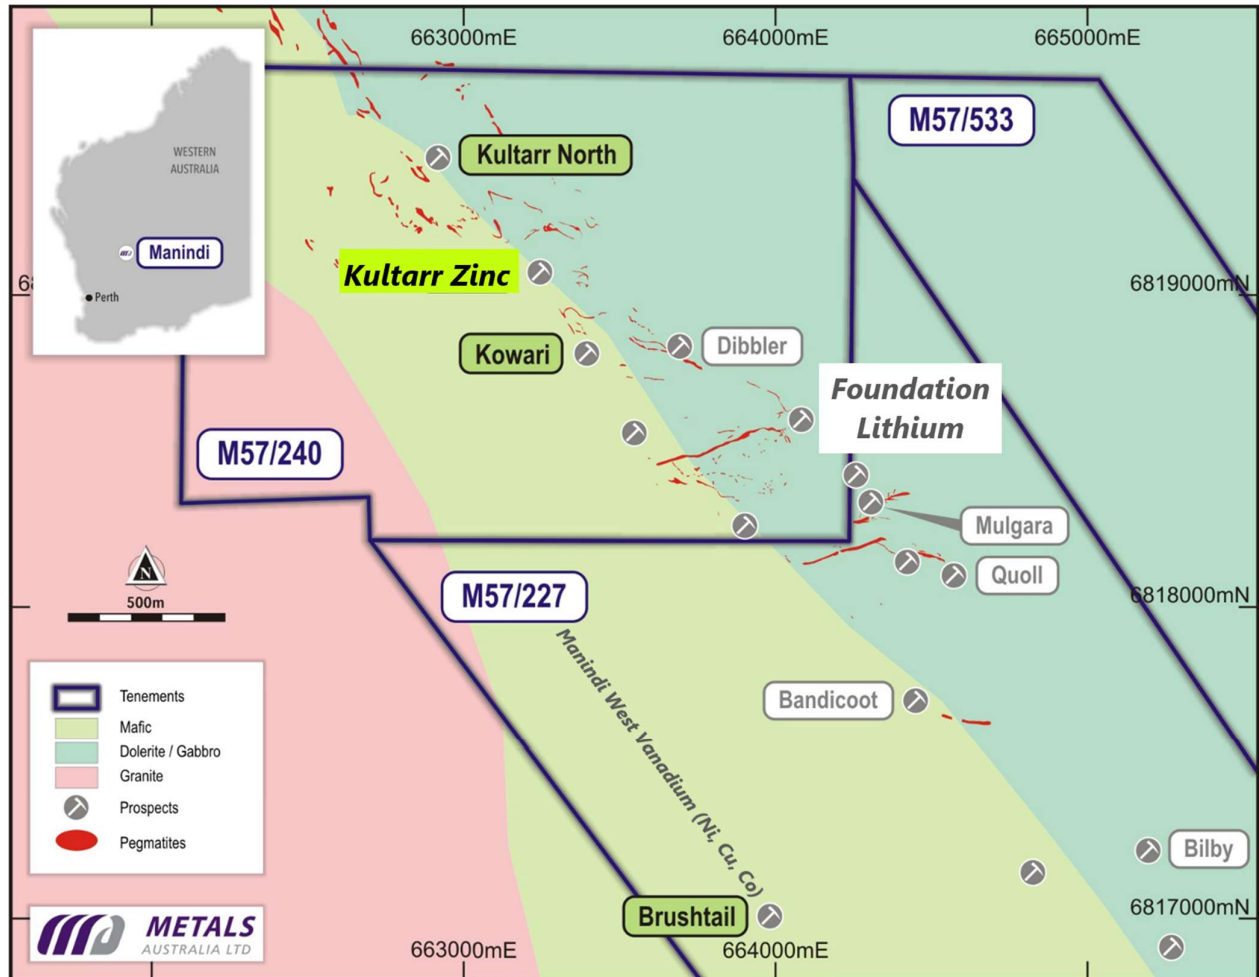 663000mE
664000mE
665000mE
M57/533
WESTERN
AUSTRALIA
Manindi
Perth
Kultarr North
Kultarr Zinc
6819000mN
Kowari
Dibbler
Foundation
Lithium
M57/240
Mulgara
Quoll
N
500m
M57/227
6818000mN
Manindi West Vanadium (Ni, Cu, Co)
Bandicoot
Tenements
Mafic
Dolerite / Gabbro
Granite
Prospects
Pegmatites
Bilby
Brushtail
6817000mN
METALS
AUSTRALIA LTD
663000mE
664000mE